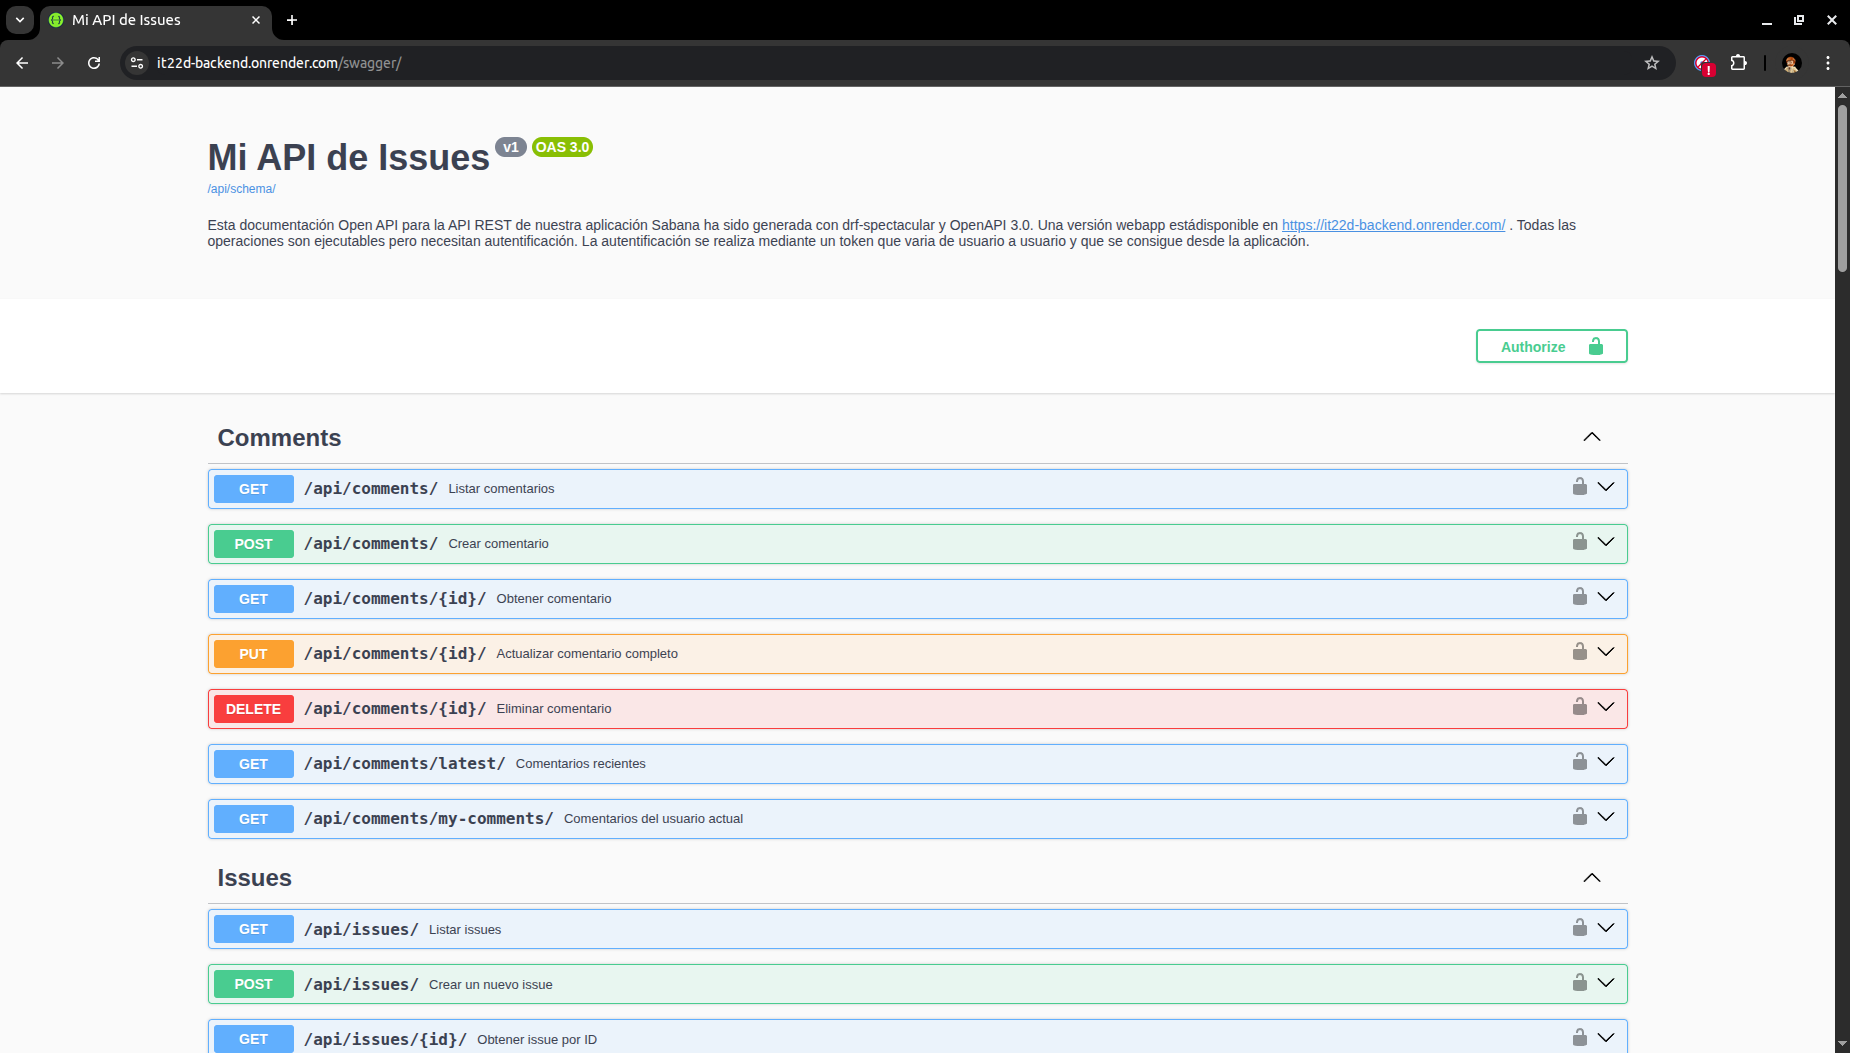 Mi API de Issues
it22d-backend.onrender.com/swagger/
Mi API de Issues v1 OAS 3.0
/api/schema/
Esta documentación Open API para la API REST de nuestra aplicación Sabana ha sido generada con drf-spectacular y OpenAPI 3.0. Una versión webapp estádisponible en https://it22d-backend.onrender.com/ . Todas las
operaciones son ejecutables pero necesitan autentificación. La autentificación se realiza mediante un token que varia de usuario a usuario y que se consigue desde la aplicación.
Authorize
Comments
GET /api/comments/ Listar comentarios
POST /api/comments/ Crear comentario
GET /api/comments/{id}/ Obtener comentario
PUT /api/comments/{id}/ Actualizar comentario completo
DELETE /api/comments/{id}/ Eliminar comentario
GET /api/comments/latest/ Comentarios recientes
GET /api/comments/my-comments/ Comentarios del usuario actual
Issues
GET /api/issues/ Listar issues
POST /api/issues/ Crear un nuevo issue
GET /api/issues/{id}/ Obtener issue por ID